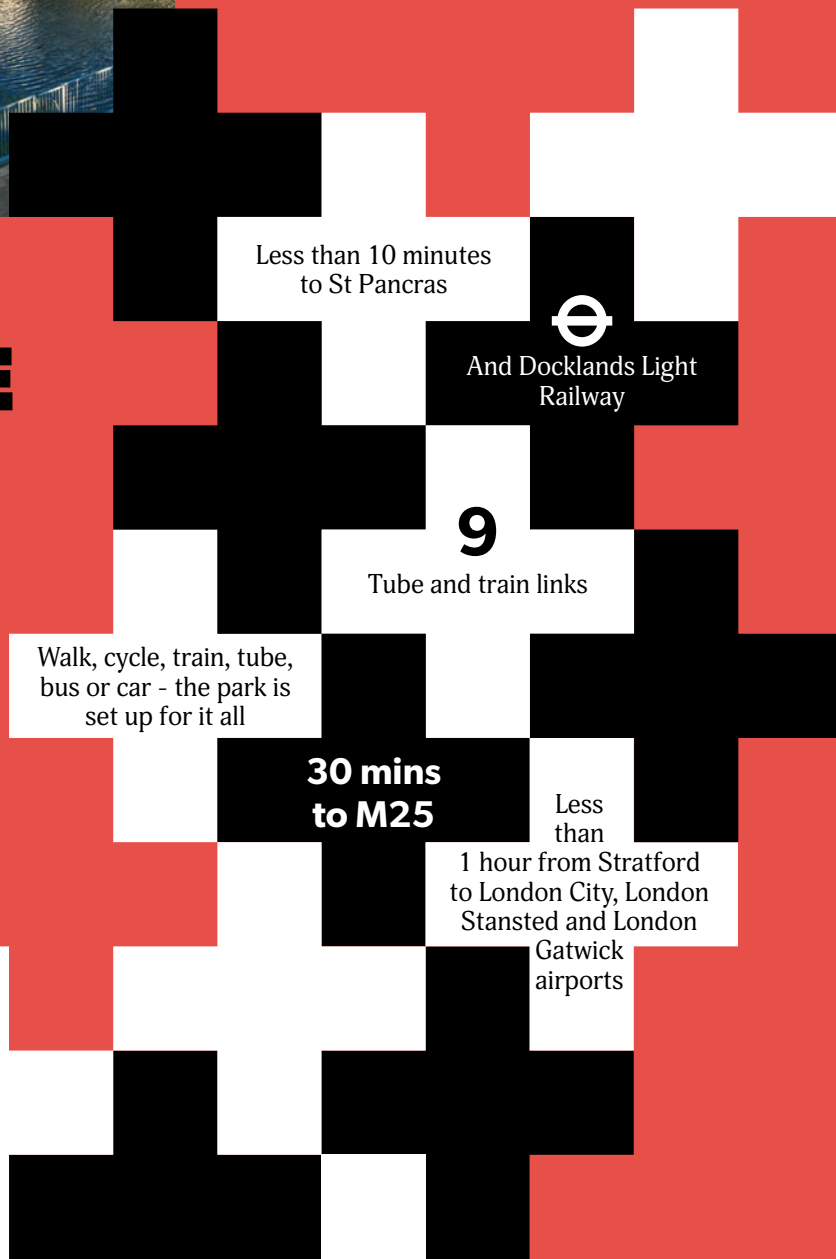 Less than 10 minutes
to St Pancras
And Docklands Light
Railway
9
Tube and train links
Walk, cycle, train, tube,
bus or car - the park is
set up for it all
30 mins
to M25
Less
than
1 hour from Stratford
to London City, London
Stansted and London
Gatwick
airports